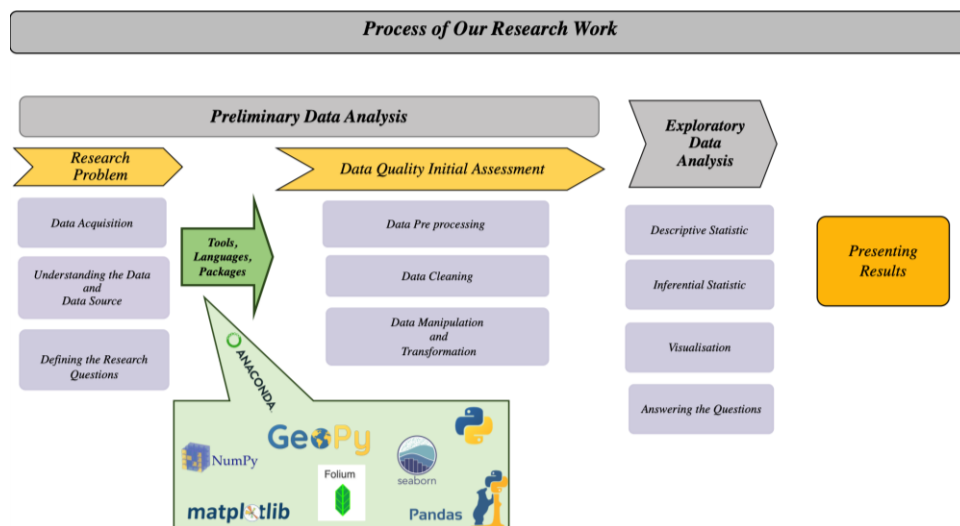 Process of Our Research Work
Preliminary Data Analysis
Exploratory
Data
Analysis
Research
Problem
Data Quality Initial Assessment
Data Acquisition
Understanding the Data
and
Data Source
Defining the Research
Questions
Tools,
Languages,
Packages
Data Pre processing
Data Cleaning
Data Manipulation
and
Transformation
Descriptive Statistic
Inferential Statistic
Visualisation
Answering the Questions
Presenting
Results
ANACONDA
GeoPy
NumPy
Folium
seaborn
matplotlib
Pandas